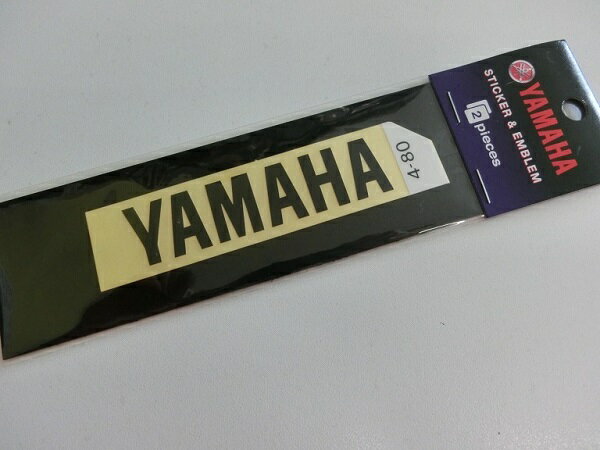 YAMAHA
STICKER & EMBLEM
2 pieces
YAMAHA
4-80